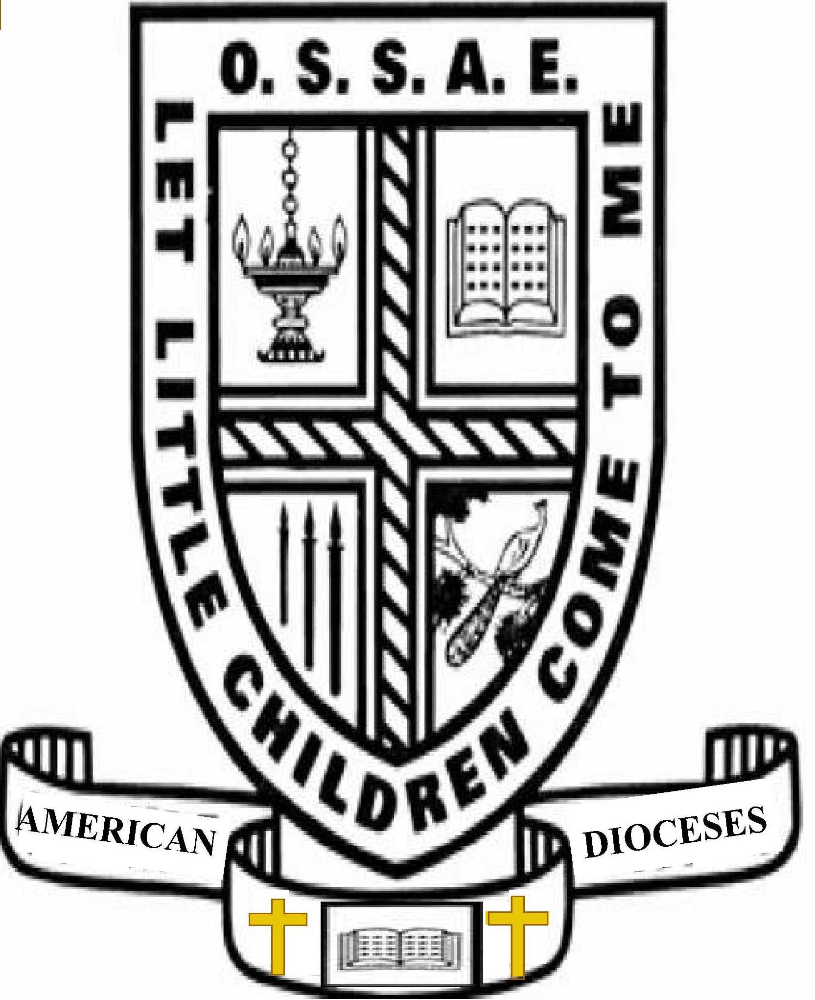 O. S. S. A. E.
LET LITTLE CHILDREN COME TO ME
AMERICAN
DIOCESES